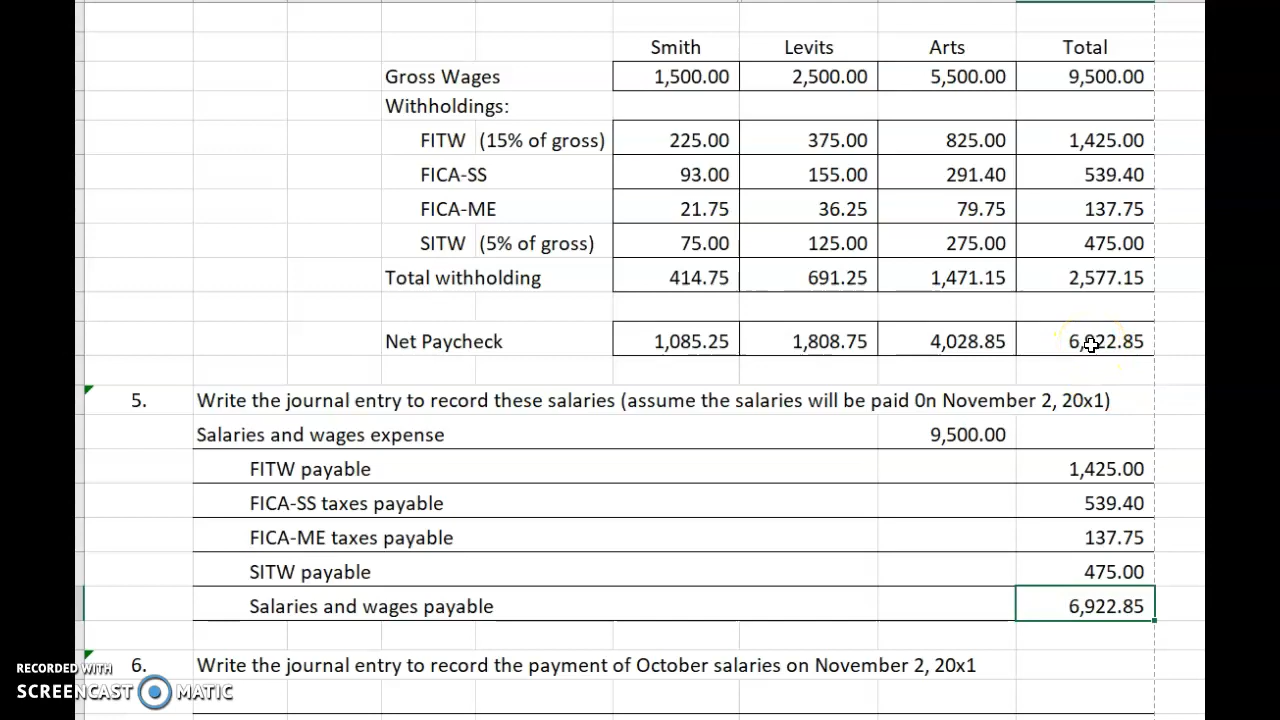 Smith Levits Arts Total
Gross Wages 1,500.00 2,500.00 5,500.00 9,500.00
Withholdings:
FITW (15% of gross) 225.00 375.00 825.00 1,425.00
FICA-SS 93.00 155.00 291.40 539.40
FICA-ME 21.75 36.25 79.75 137.75
SITW (5% of gross) 75.00 125.00 275.00 475.00
Total withholding 414.75 691.25 1,471.15 2,577.15
Net Paycheck 1,085.25 1,808.75 4,028.85 6,922.85
5. Write the journal entry to record these salaries (assume the salaries will be paid 0n November 2, 20x1)
Salaries and wages expense 9,500.00
FITW payable 1,425.00
FICA-SS taxes payable 539.40
FICA-ME taxes payable 137.75
SITW payable 475.00
Salaries and wages payable 6,922.85
6. Write the journal entry to record the payment of October salaries on November 2, 20x1
RECORDED WITH
SCREENCAST MATIC